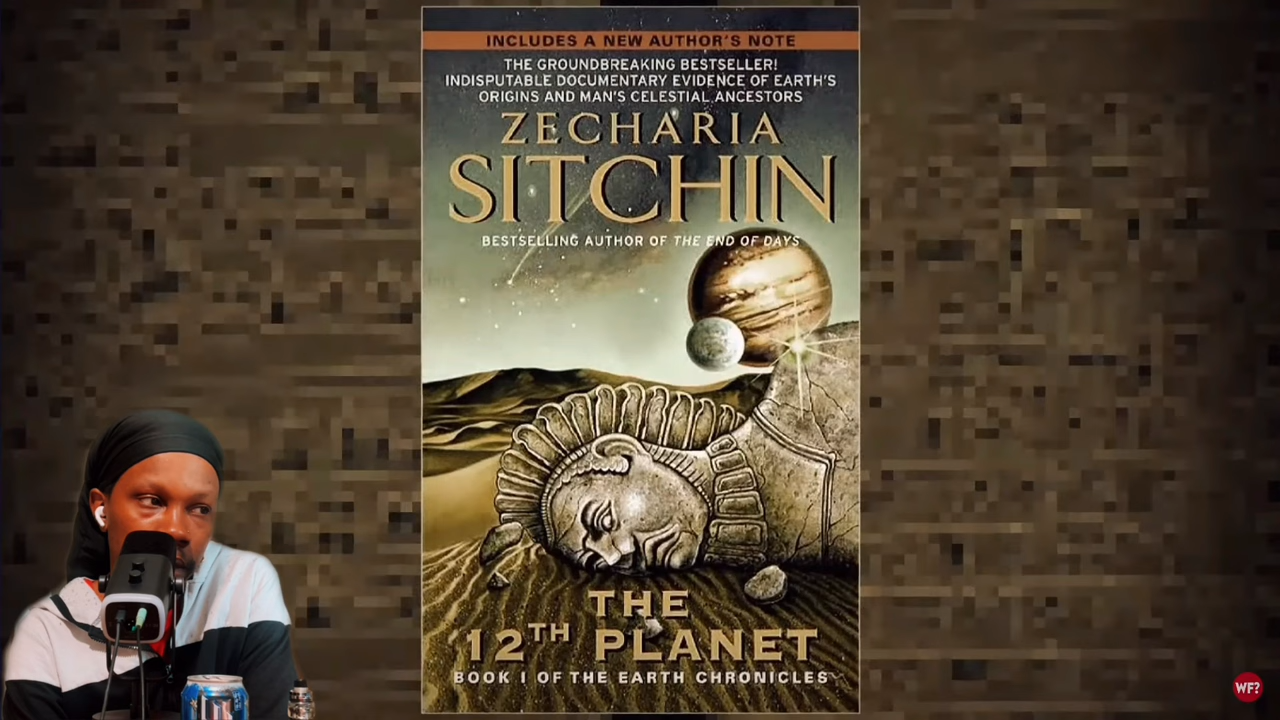 INCLUDES A NEW AUTHOR'S NOTE
THE GROUNDBREAKING BESTSELLER!
INDISPUTABLE DOCUMENTARY EVIDENCE OF EARTH'S
ORIGINS AND MAN'S CELESTIAL ANCESTORS
ZECHARIA
SITCHIN
BESTSELLING AUTHOR OF THE END OF DAYS
THE
12TH PLANET
BOOK I OF THE EARTH CHRONICLES
WF?